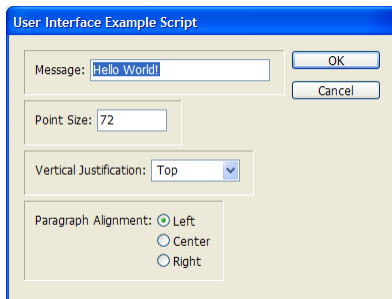 User Interface Example Script
Message: Hello World!
OK
Cancel
Point Size: 72
Vertical Justification: Top
Paragraph Alignment: Left
Center
Right